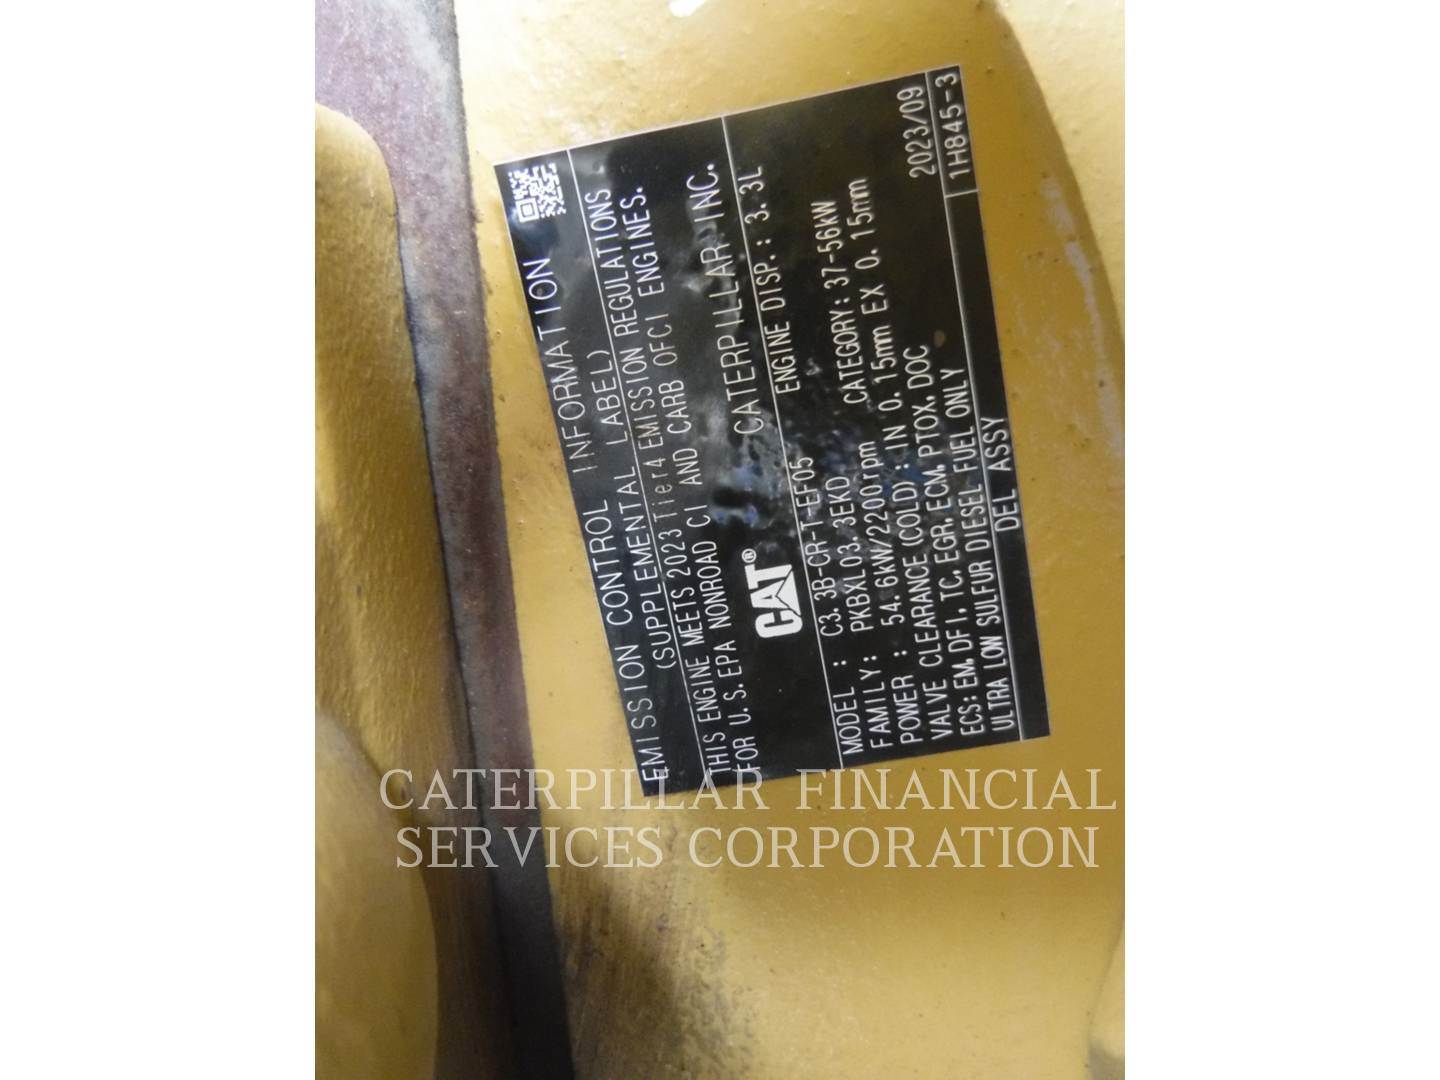 EMISSION CONTROL INFORMATION
(SUPPLEMENTAL LABEL)
THIS ENGINE MEETS 2023 Tier4 EMISSION REGULATIONS
FOR U.S. EPA NONROAD CI AND CARB OFCI ENGINES.
CAT® CATERPILLAR INC.
ENGINE DISP.: 3.3L
MODEL : C3.3B-CR-T-EF05
FAMILY: PKBXL03.3EKD CATEGORY: 37-56kW
POWER : 54.6kW/2200rpm
VALVE CLEARANCE (COLD) : IN 0.15mm EX 0.15mm
ECS: EM, DFI, TC, EGR, ECM, PTOX, DOC
ULTRA LOW SULFUR DIESEL FUEL ONLY 2023/09
DEL ASSY 1H845-3
CATERPILLAR FINANCIAL
SERVICES CORPORATION